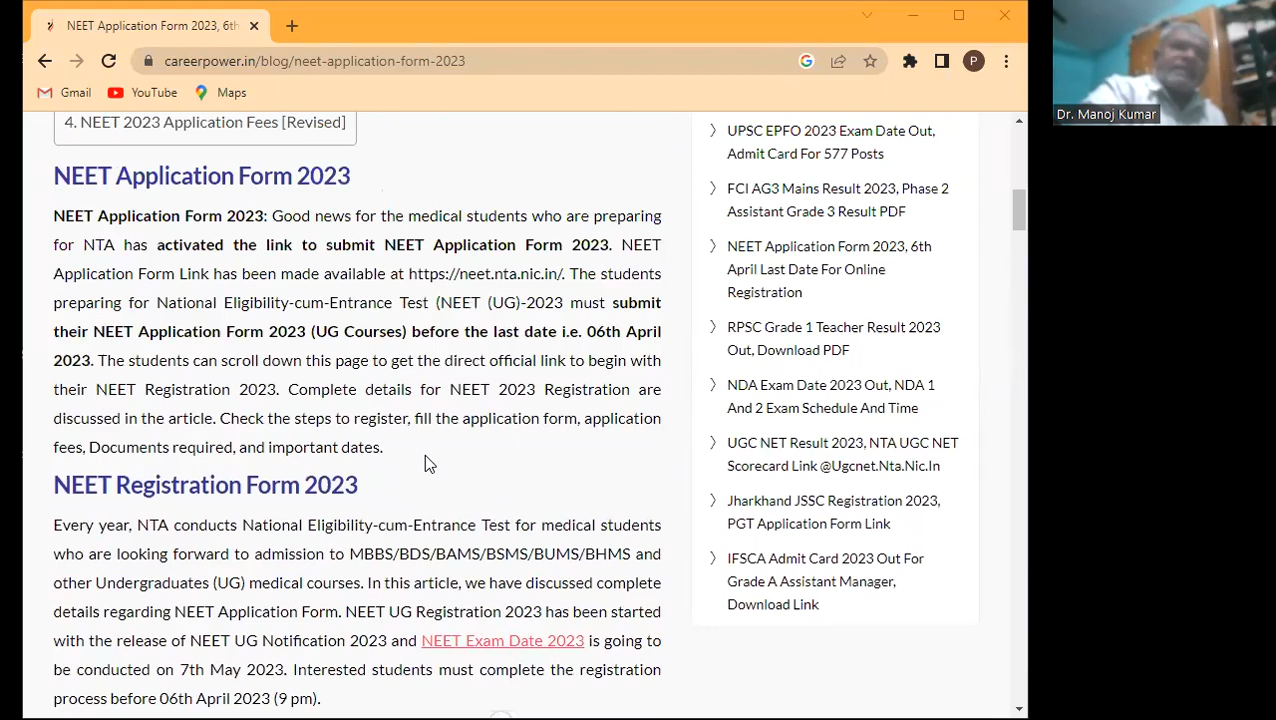 NEET Application Form 2023, 6th
careerpower.in/blog/neet-application-form-2023
P
Gmail
YouTube
Maps
Dr. Manoj Kumar
4. NEET 2023 Application Fees [Revised]
NEET Application Form 2023
NEET Application Form 2023: Good news for the medical students who are preparing
for NTA has activated the link to submit NEET Application Form 2023. NEET
Application Form Link has been made available at https://neet.nta.nic.in/. The students
preparing for National Eligibility-cum-Entrance Test (NEET (UG)-2023 must submit
their NEET Application Form 2023 (UG Courses) before the last date i.e. 06th April
2023. The students can scroll down this page to get the direct official link to begin with
their NEET Registration 2023. Complete details for NEET 2023 Registration are
discussed in the article. Check the steps to register, fill the application form, application
fees, Documents required, and important dates.
NEET Registration Form 2023
Every year, NTA conducts National Eligibility-cum-Entrance Test for medical students
who are looking forward to admission to MBBS/BDS/BAMS/BSMS/BUMS/BHMS and
other Undergraduates (UG) medical courses. In this article, we have discussed complete
details regarding NEET Application Form. NEET UG Registration 2023 has been started
with the release of NEET UG Notification 2023 and NEET Exam Date 2023 is going to
be conducted on 7th May 2023. Interested students must complete the registration
process before 06th April 2023 (9 pm).
UPSC EPFO 2023 Exam Date Out,
Admit Card For 577 Posts
FCI AG3 Mains Result 2023, Phase 2
Assistant Grade 3 Result PDF
NEET Application Form 2023, 6th
April Last Date For Online
Registration
RPSC Grade 1 Teacher Result 2023
Out, Download PDF
NDA Exam Date 2023 Out, NDA 1
And 2 Exam Schedule And Time
UGC NET Result 2023, NTA UGC NET
Scorecard Link @Ugcnet.Nta.Nic.In
Jharkhand JSSC Registration 2023,
PGT Application Form Link
IFSCA Admit Card 2023 Out For
Grade A Assistant Manager,
Download Link